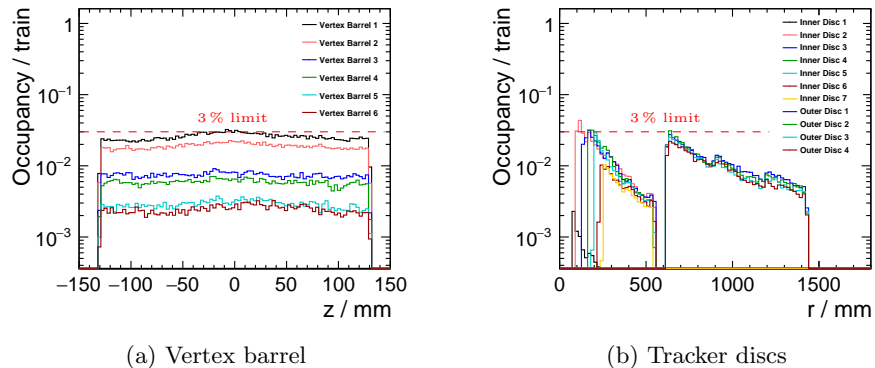 Occupancy / train
1
10⁻¹
10⁻²
10⁻³
Vertex Barrel 1
Vertex Barrel 2
Vertex Barrel 3
Vertex Barrel 4
Vertex Barrel 5
Vertex Barrel 6
3 % limit
−150 −100 −50 0 50 100 150
z / mm
(a) Vertex barrel
Occupancy / train
1
10⁻¹
10⁻²
10⁻³
Inner Disc 1
Inner Disc 2
Inner Disc 3
Inner Disc 4
Inner Disc 5
Inner Disc 6
Inner Disc 7
Outer Disc 1
Outer Disc 2
Outer Disc 3
Outer Disc 4
3 % limit
0 500 1000 1500
r / mm
(b) Tracker discs